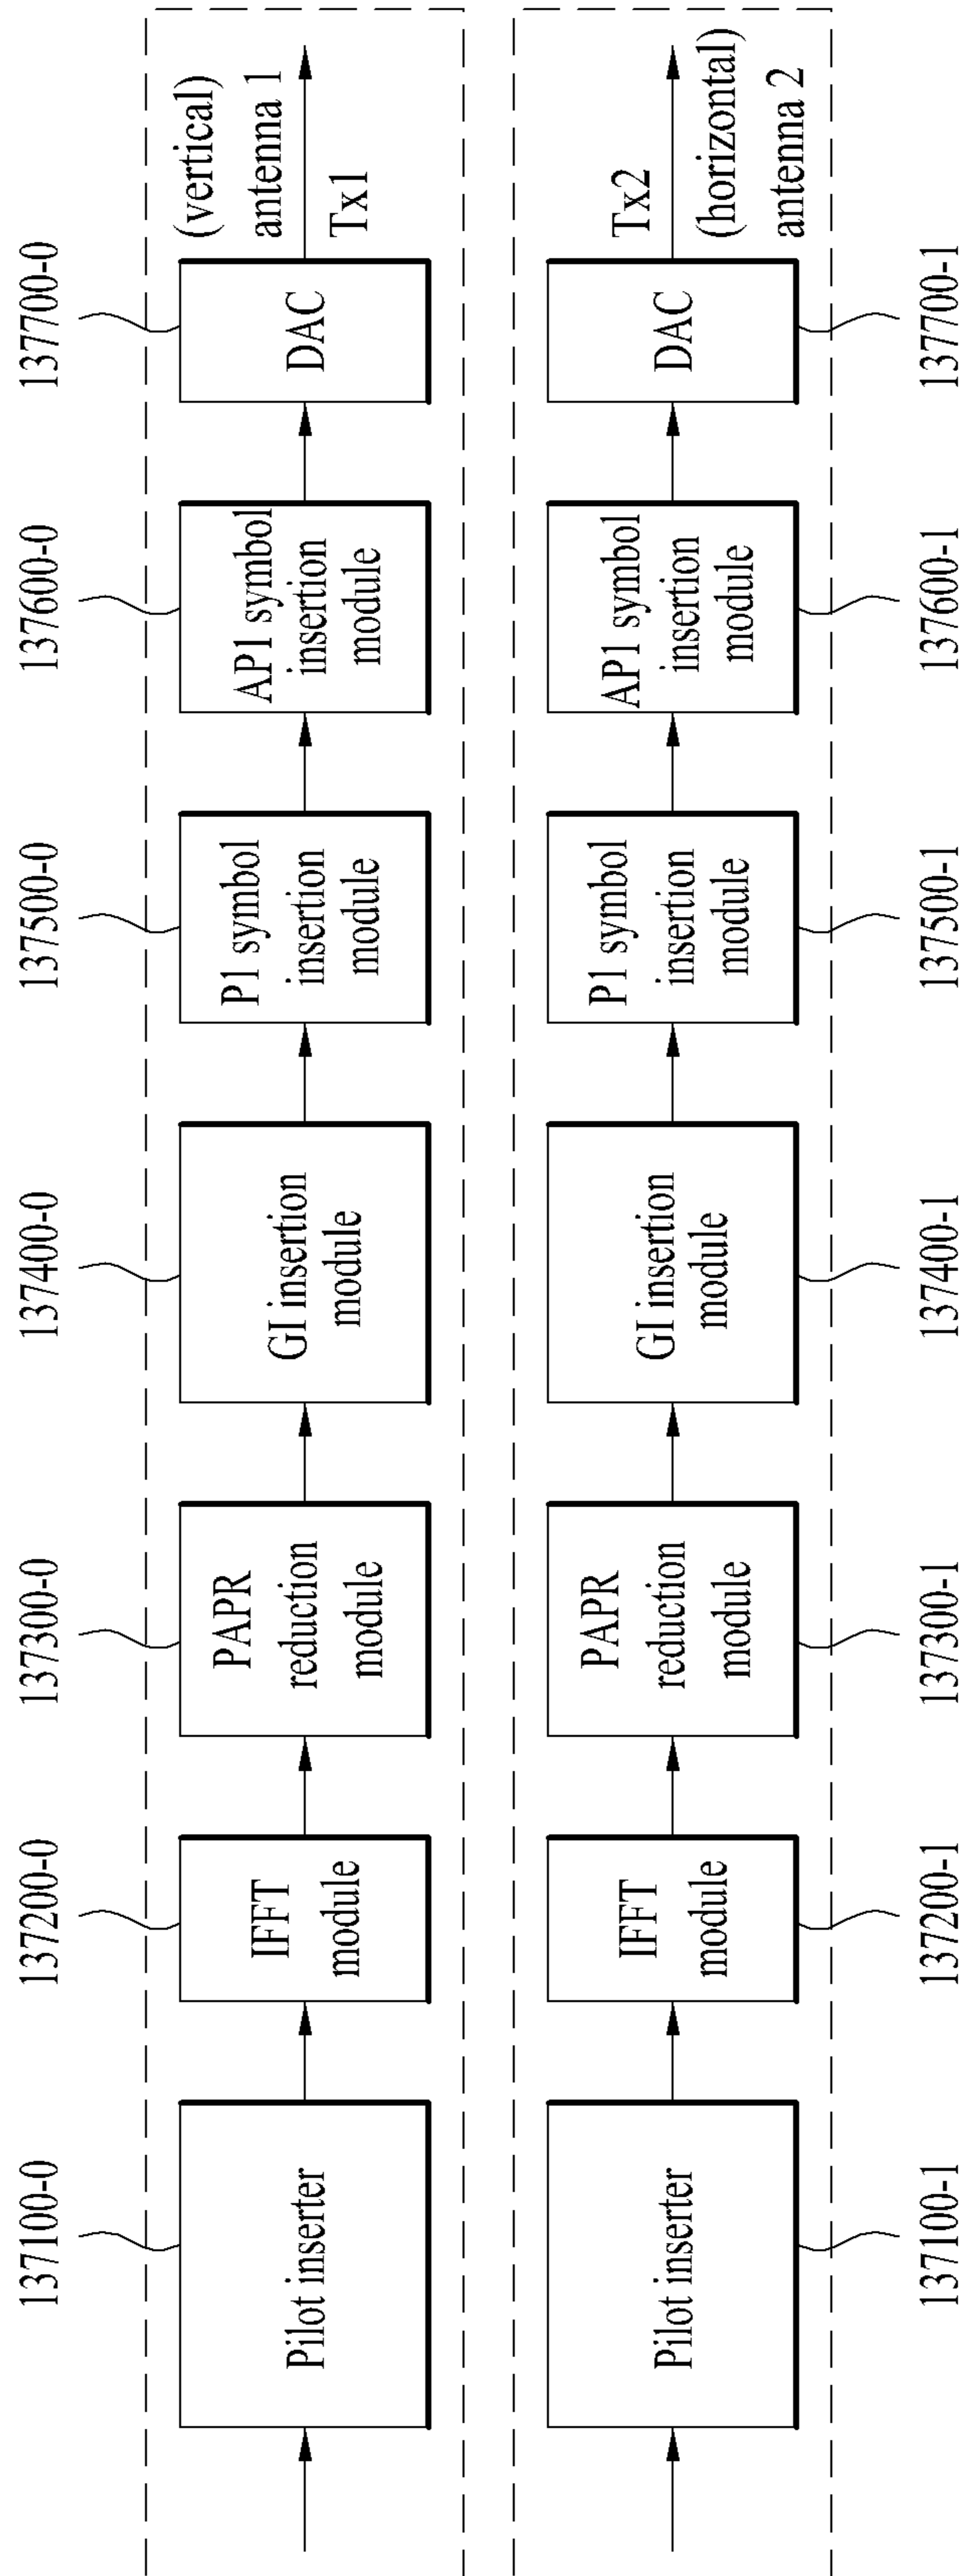 137100-0
137200-0
137300-0
137400-0
137500-0
137600-0
137700-0
Pilot inserter
IFFT
module
PAPR
reduction
module
GI insertion
module
P1 symbol
insertion
module
AP1 symbol
insertion
module
DAC
(vertical)
antenna 1
Tx1
Pilot inserter
IFFT
module
PAPR
reduction
module
GI insertion
module
P1 symbol
insertion
module
AP1 symbol
insertion
module
DAC
Tx2
(horizontal)
antenna 2
137100-1
137200-1
137300-1
137400-1
137500-1
137600-1
137700-1